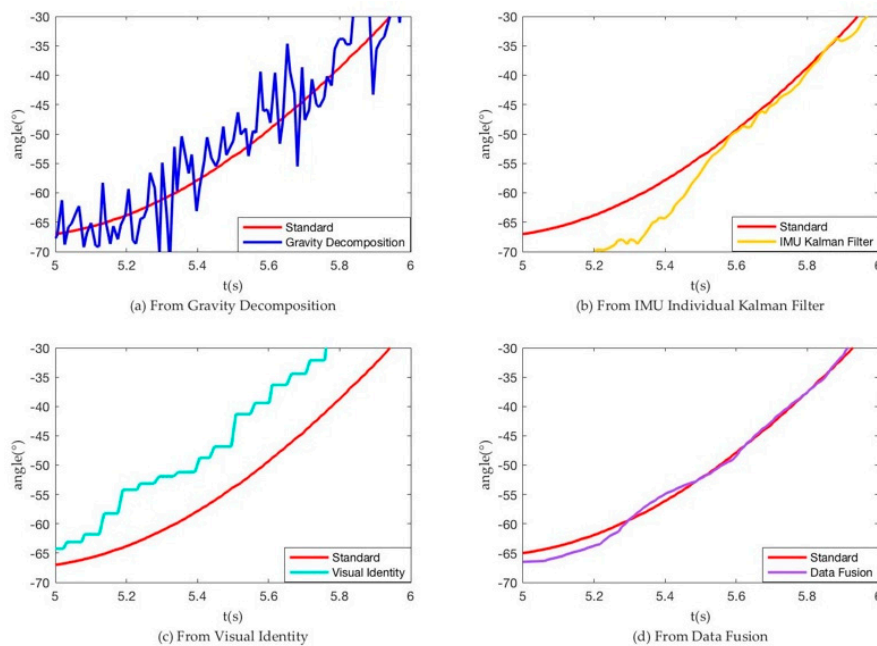 -30
-35
-40
-45
-50
-55
-60
-65
-70
angle(°)
Standard
Gravity Decomposition
5 5.2 5.4 5.6 5.8 6
t(s)
(a) From Gravity Decomposition
-30
-35
-40
-45
-50
-55
-60
-65
-70
angle(°)
Standard
IMU Kalman Filter
5 5.2 5.4 5.6 5.8 6
t(s)
(b) From IMU Individual Kalman Filter
-30
-35
-40
-45
-50
-55
-60
-65
-70
angle(°)
Standard
Visual Identity
5 5.2 5.4 5.6 5.8 6
t(s)
(c) From Visual Identity
-30
-35
-40
-45
-50
-55
-60
-65
-70
angle(°)
Standard
Data Fusion
5 5.2 5.4 5.6 5.8 6
t(s)
(d) From Data Fusion